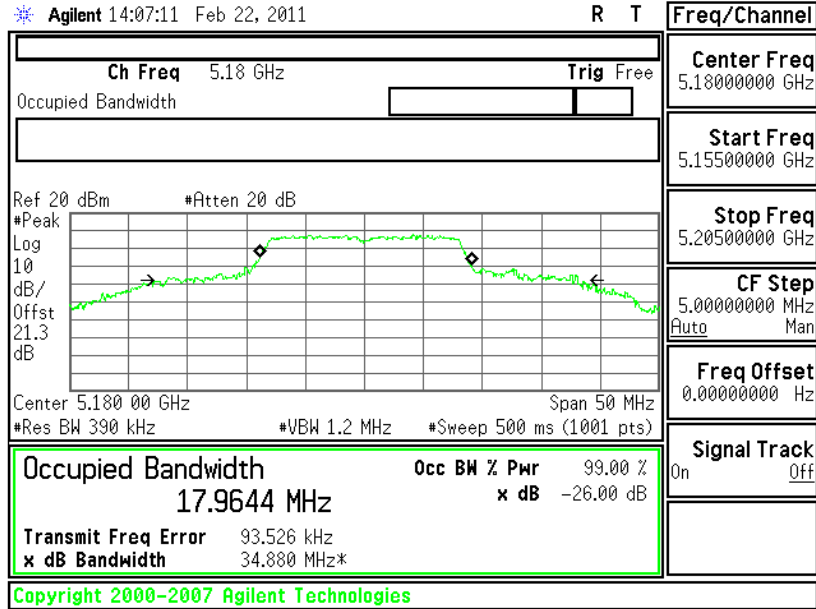 Agilent 14:07:11 Feb 22, 2011 R T
Ch Freq 5.18 GHz Trig Free
Occupied Bandwidth
Ref 20 dBm #Atten 20 dB
#Peak
Log
10
dB/
Offst
21.3
dB
Center 5.180 00 GHz Span 50 MHz
#Res BW 390 kHz #VBW 1.2 MHz #Sweep 500 ms (1001 pts)
Occupied Bandwidth Occ BW % Pwr 99.00 %
17.9644 MHz x dB -26.00 dB
Transmit Freq Error 93.526 kHz
x dB Bandwidth 34.880 MHz*
Copyright 2000-2007 Agilent Technologies
Freq/Channel
Center Freq
5.18000000 GHz
Start Freq
5.15500000 GHz
Stop Freq
5.20500000 GHz
CF Step
5.00000000 MHz
Auto Man
Freq Offset
0.00000000 Hz
Signal Track
On Off